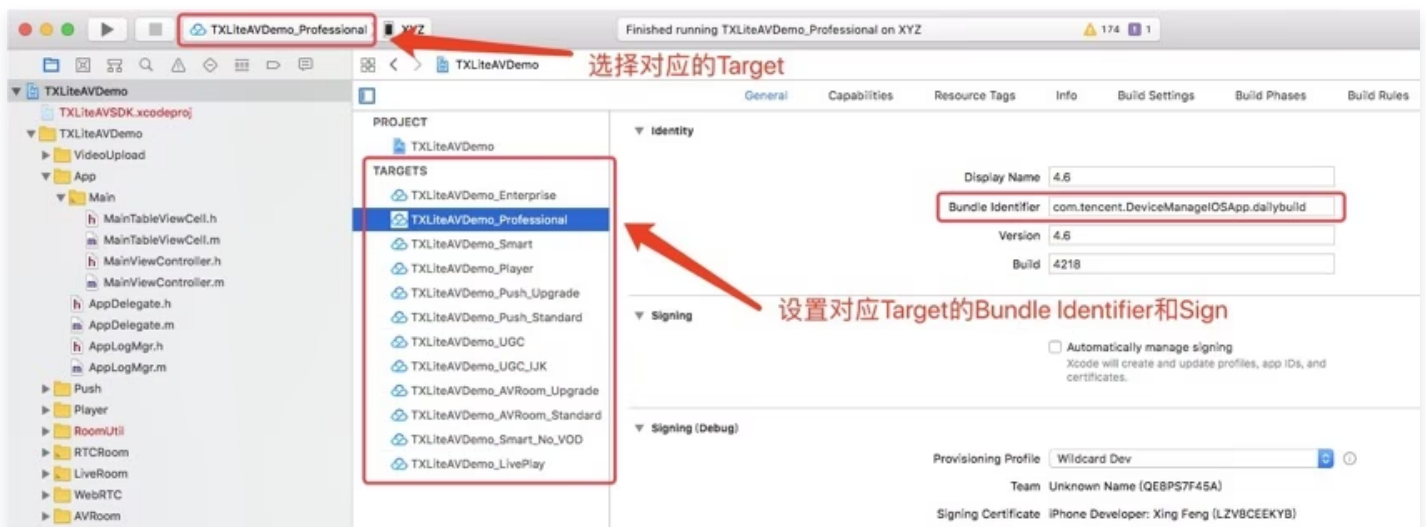 TXLiteAVDemo_Professional
XYZ
Finished running TXLiteAVDemo_Professional on XYZ
174
1
选择对应的Target
TXLiteAVDemo
TXLiteAVDemo
TXLiteAVSDK.xcodeproj
TXLiteAVDemo
VideoUpload
App
Main
MainTableViewCell.h
MainTableViewCell.m
MainViewController.h
MainViewController.m
AppDelegate.h
AppDelegate.m
AppLogMgr.h
AppLogMgr.m
Push
Player
RoomUtil
RTCRoom
LiveRoom
WebRTC
AVRoom
PROJECT
TXLiteAVDemo
TARGETS
TXLiteAVDemo_Enterprise
TXLiteAVDemo_Professional
TXLiteAVDemo_Smart
TXLiteAVDemo_Player
TXLiteAVDemo_Push_Upgrade
TXLiteAVDemo_Push_Standard
TXLiteAVDemo_UGC
TXLiteAVDemo_UGC_IJK
TXLiteAVDemo_AVRoom_Upgrade
TXLiteAVDemo_AVRoom_Standard
TXLiteAVDemo_Smart_No_VOD
TXLiteAVDemo_LivePlay
General Capabilities Resource Tags Info Build Settings Build Phases Build Rules
Identity
Display Name 4.6
Bundle Identifier com.tencent.DeviceManageIOSApp.dailybuild
Version 4.6
Build 4218
设置对应Target的Bundle Identifier和Sign
Signing
Automatically manage signing
Xcode will create and update profiles, app IDs, and
certificates.
Signing (Debug)
Provisioning Profile Wildcard Dev
Team Unknown Name (QEBPS7F45A)
Signing Certificate iPhone Developer: Xing Feng (LZVBCEEKYB)